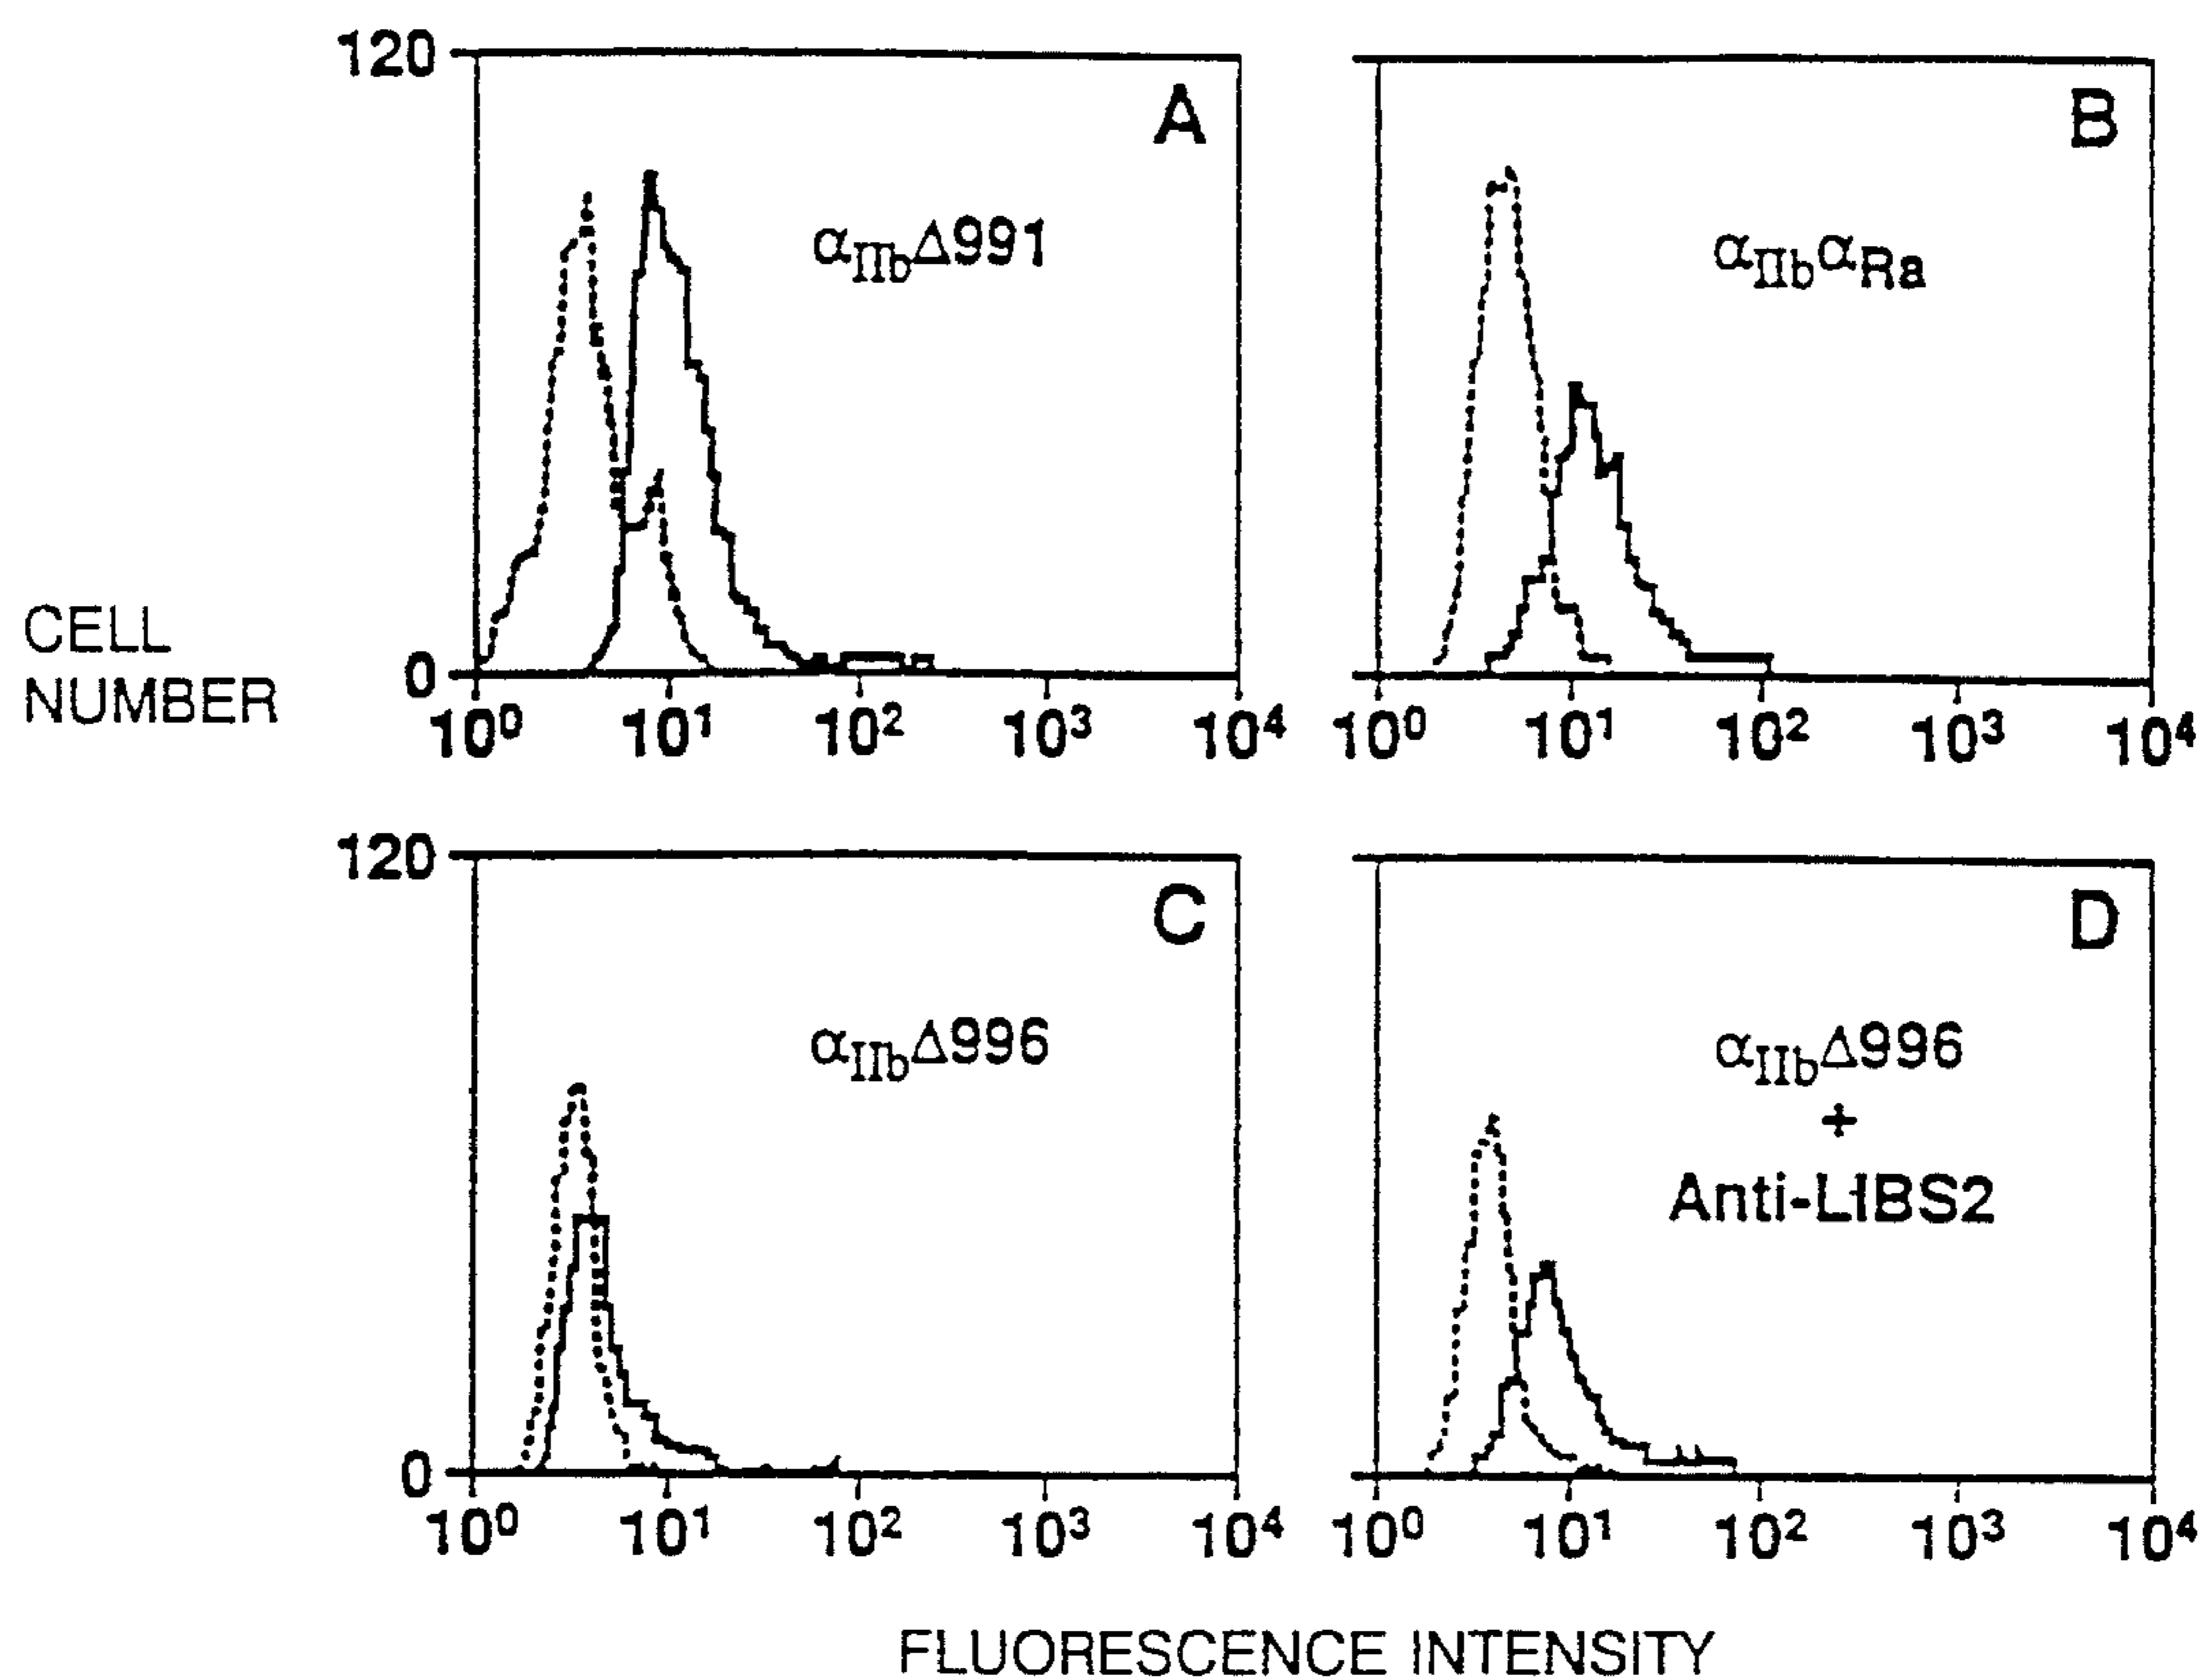 120
A
B
αIIbΔ991
αIIbαRa
CELL
NUMBER
0
10⁰ 10¹ 10² 10³ 10⁴
10⁰ 10¹ 10² 10³ 10⁴
120
C
D
αIIbΔ996
αIIbΔ996
+
Anti-LIBS2
0
10⁰ 10¹ 10² 10³ 10⁴
10⁰ 10¹ 10² 10³ 10⁴
FLUORESCENCE INTENSITY